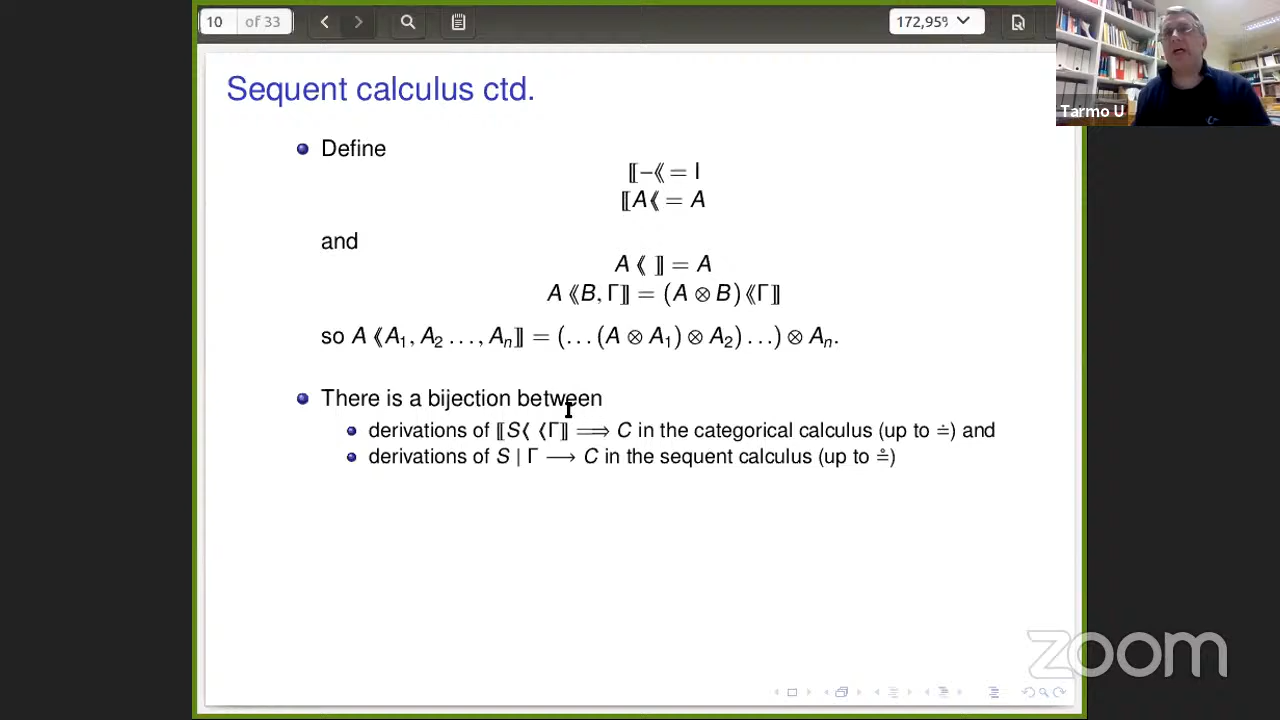 10 of 33
172,95%
Tarmo U
Sequent calculus ctd.
Define
⟦−⟪ = I
⟦A⟪ = A
and
A ⟪ ⟧ = A
A ⟪B, Γ⟧ = (A ⊗ B) ⟪Γ⟧
so A ⟪A₁, A₂ …, Aₙ⟧ = (… (A ⊗ A₁) ⊗ A₂) …) ⊗ Aₙ.
There is a bijection between
derivations of ⟦S⟨ ⟨Γ⟧ ⟹ C in the categorical calculus (up to ≐) and
derivations of S | Γ ⟶ C in the sequent calculus (up to ≗)
zoom